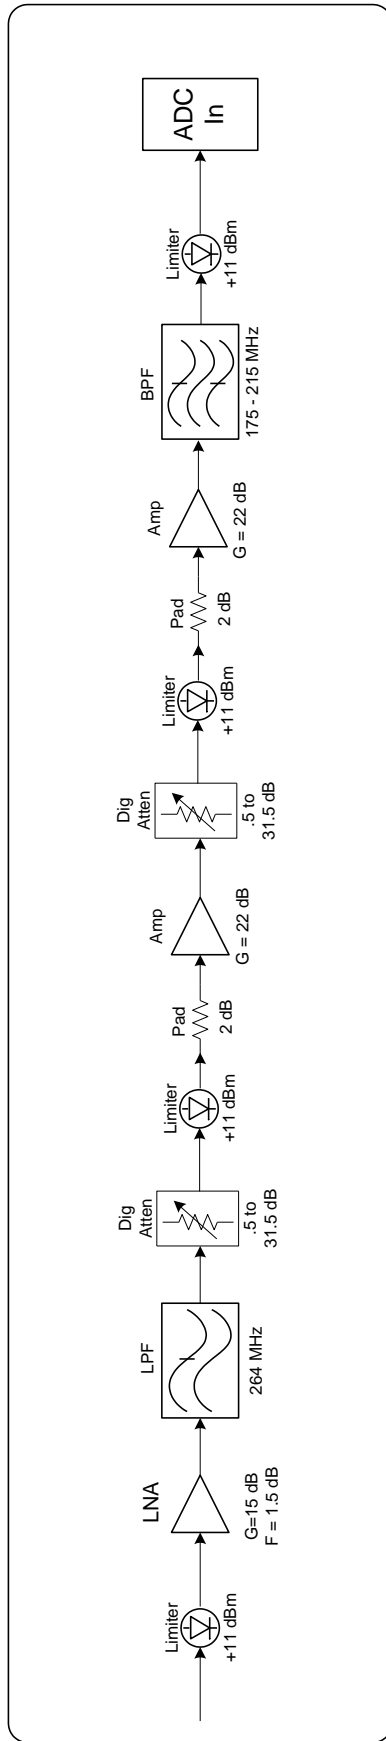 Limiter
+11 dBm
LNA
G=15 dB
F = 1.5 dB
LPF
264 MHz
Dig
Atten
.5 to
31.5 dB
Limiter
+11 dBm
Pad
2 dB
Amp
G = 22 dB
Dig
Atten
.5 to
31.5 dB
Limiter
+11 dBm
Pad
2 dB
Amp
G = 22 dB
BPF
175 - 215 MHz
Limiter
+11 dBm
ADC
In